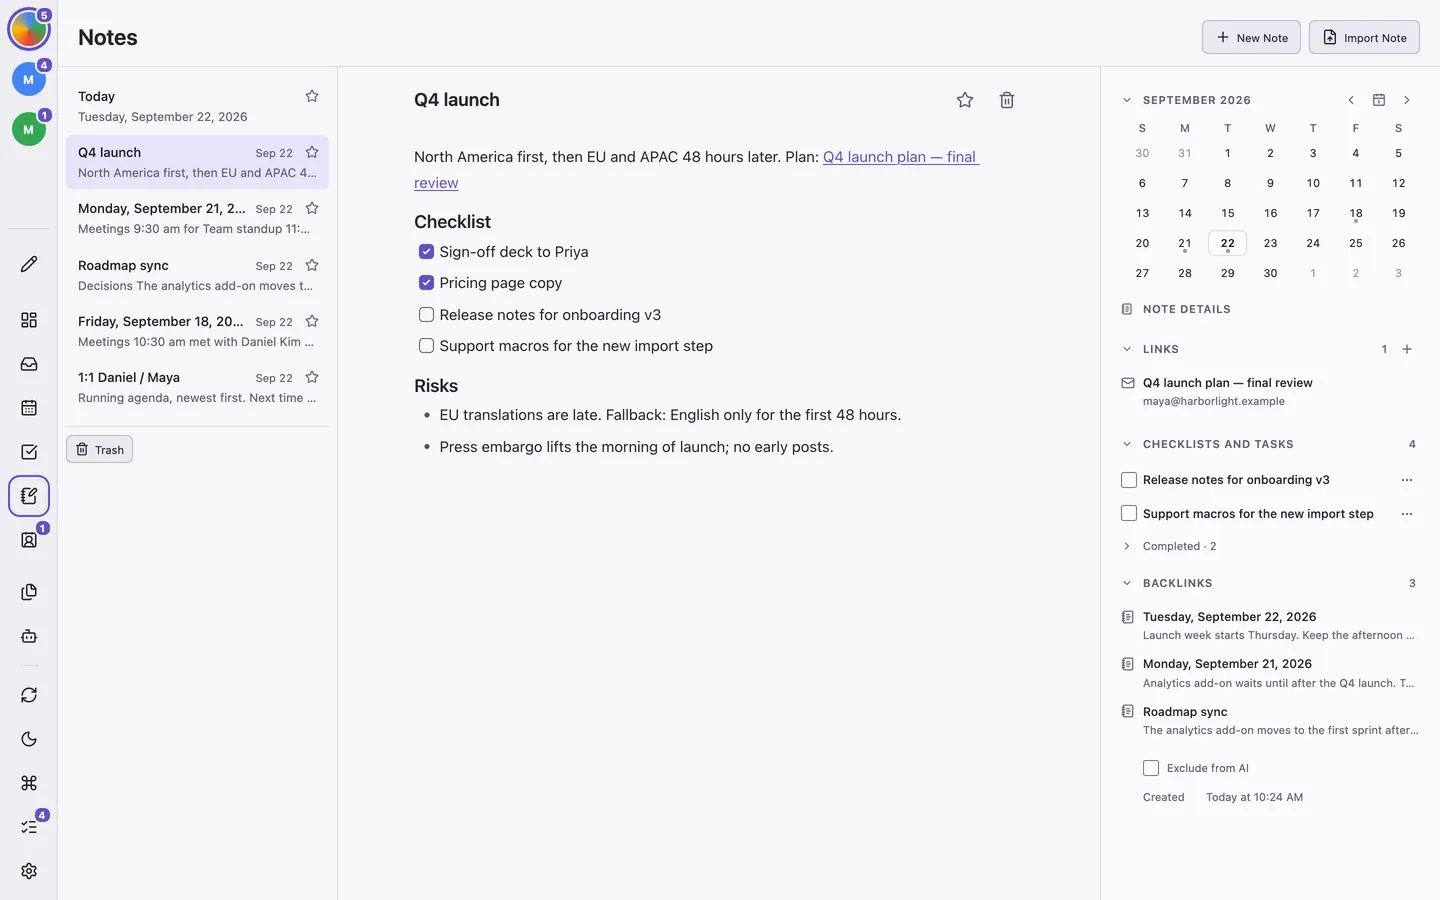 5
M
4
M
1
1
4
Notes
New Note
Import Note
Today
Tuesday, September 22, 2026
Q4 launch
Sep 22
North America first, then EU and APAC 4...
Monday, September 21, 2...
Sep 22
Meetings 9:30 am for Team standup 11:...
Roadmap sync
Sep 22
Decisions The analytics add-on moves t...
Friday, September 18, 20...
Sep 22
Meetings 10:30 am met with Daniel Kim ...
1:1 Daniel / Maya
Sep 22
Running agenda, newest first. Next time ...
Trash
Q4 launch
North America first, then EU and APAC 48 hours later. Plan: Q4 launch plan — final
review
Checklist
Sign-off deck to Priya
Pricing page copy
Release notes for onboarding v3
Support macros for the new import step
Risks
• EU translations are late. Fallback: English only for the first 48 hours.
• Press embargo lifts the morning of launch; no early posts.
SEPTEMBER 2026
S M T W T F S
30 31 1 2 3 4 5
6 7 8 9 10 11 12
13 14 15 16 17 18 19
20 21 22 23 24 25 26
27 28 29 30 1 2 3
NOTE DETAILS
LINKS 1
Q4 launch plan — final review
maya@harborlight.example
CHECKLISTS AND TASKS 4
Release notes for onboarding v3
Support macros for the new import step
Completed · 2
BACKLINKS 3
Tuesday, September 22, 2026
Launch week starts Thursday. Keep the afternoon ...
Monday, September 21, 2026
Analytics add-on waits until after the Q4 launch. T...
Roadmap sync
The analytics add-on moves to the first sprint after...
Exclude from AI
Created Today at 10:24 AM